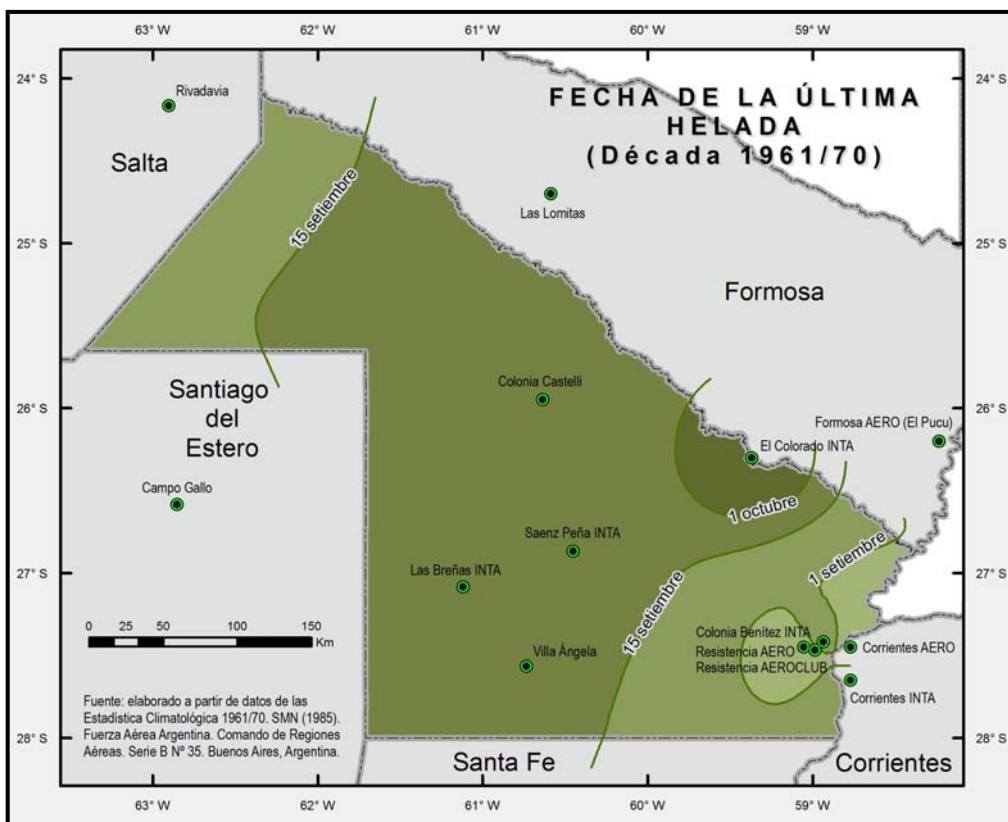 63° W 62° W 61° W 60° W 59° W
24° S 24° S
FECHA DE LA ÚLTIMA
HELADA
(Década 1961/70)
Rivadavia
Salta
Las Lomitas
15 setiembre
25° S 25° S
Formosa
Colonia Castelli
Santiago
del
Estero
26° S 26° S
Formosa AERO (El Pucu)
El Colorado INTA
Campo Gallo
1 octubre
Saenz Peña INTA
Las Breñas INTA
1 setiembre
27° S 27° S
15 setiembre
0 25 50 100 150
Km
Colonia Benítez INTA
Resistencia AERO
Resistencia AEROCLUB
Corrientes AERO
Corrientes INTA
Villa Ángela
Fuente: elaborado a partir de datos de las
Estadística Climatológica 1961/70. SMN (1985).
Fuerza Aérea Argentina. Comando de Regiones
Aéreas. Serie B Nº 35. Buenos Aires, Argentina.
28° S 28° S
Santa Fe
Corrientes
63° W 62° W 61° W 60° W 59° W